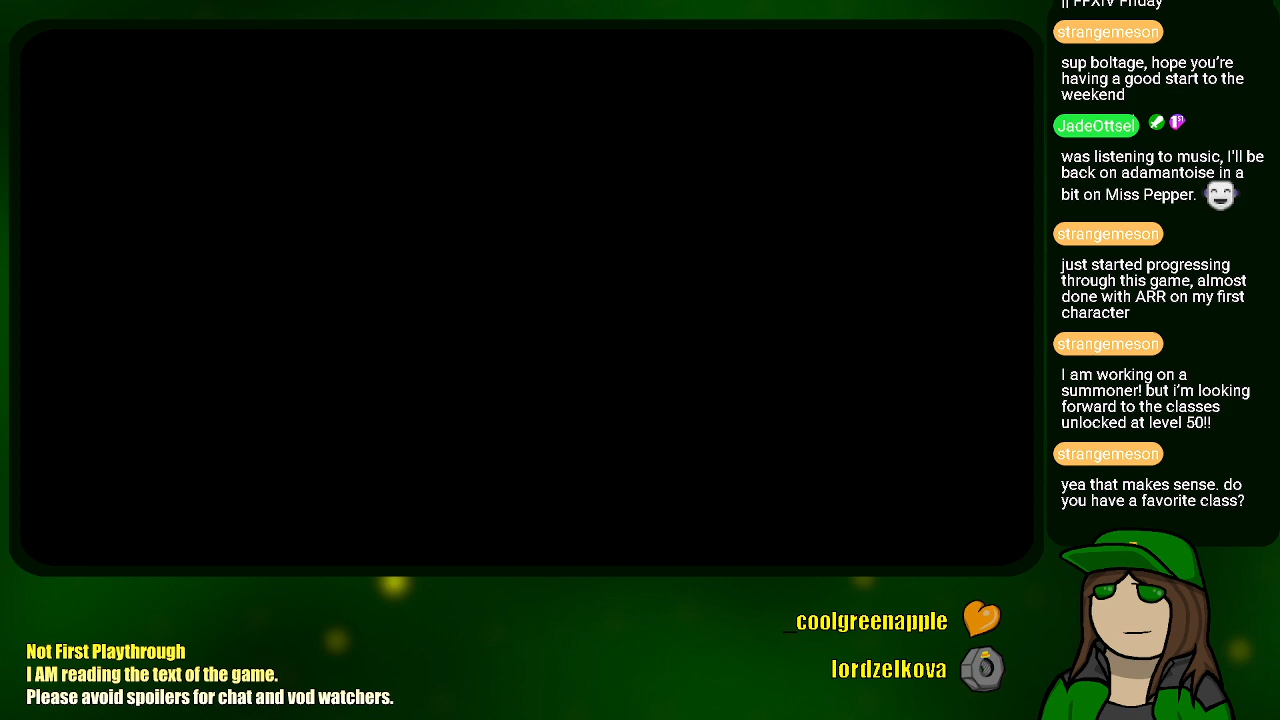 || FFXIV Friday
strangemeson
sup boltage, hope you’re
having a good start to the
weekend
JadeOttsel
was listening to music, I'll be
back on adamantoise in a
bit on Miss Pepper.
strangemeson
just started progressing
through this game, almost
done with ARR on my first
character
strangemeson
I am working on a
summoner! but i’m looking
forward to the classes
unlocked at level 50!!
strangemeson
yea that makes sense. do
you have a favorite class?
_coolgreenapple
lordzelkova
Not First Playthrough
I AM reading the text of the game.
Please avoid spoilers for chat and vod watchers.